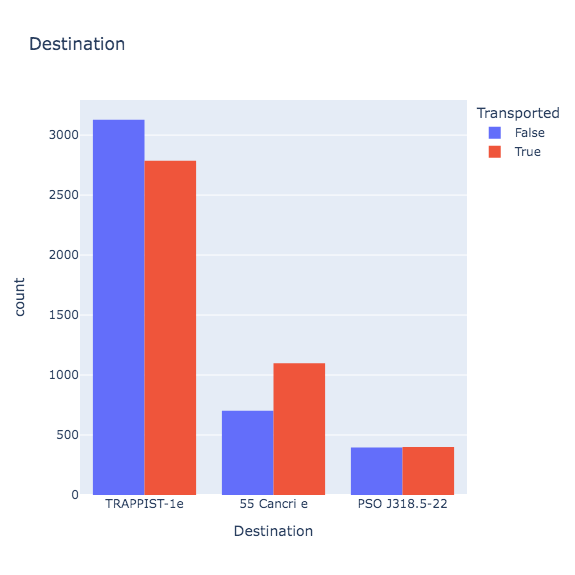 Destination
Transported
False
True
3000
2500
2000
1500
1000
500
0
count
TRAPPIST-1e
55 Cancri e
PSO J318.5-22
Destination